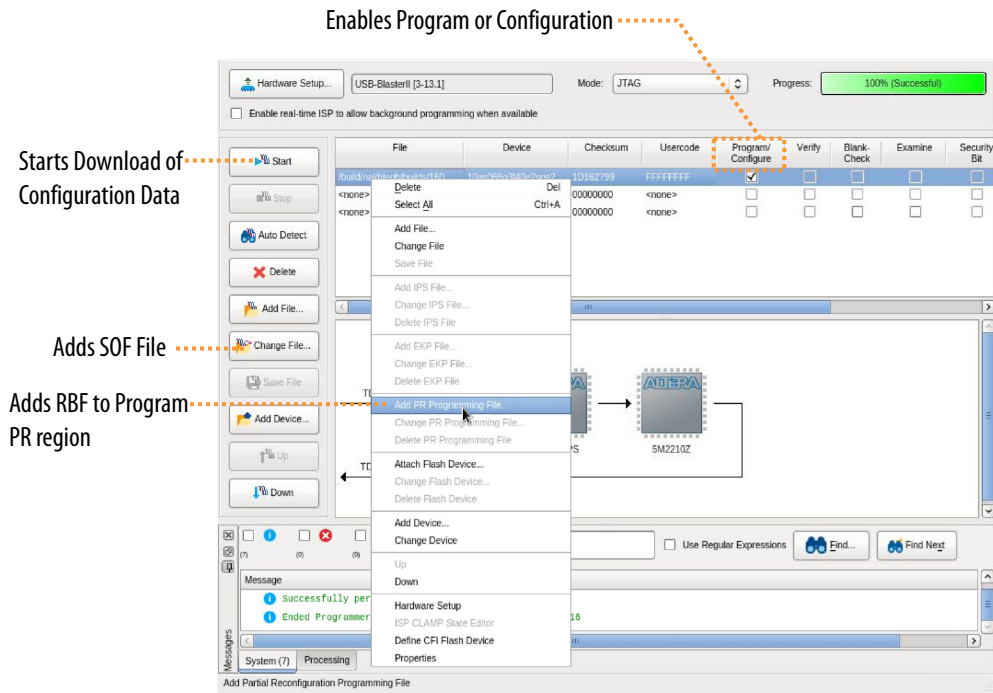 Enables Program or Configuration
Hardware Setup...
USB-BlasterII [3-13.1]
Mode: JTAG
Progress: 100% (Successful)
Enable real-time ISP to allow background programming when available
Starts Download of
Configuration Data
Adds SOF File
Adds RBF to Program
PR region
Start
Stop
Auto Detect
Delete
Add File...
Change File...
Save File
Add Device...
Up
Down
File Device Checksum Usercode Program/ Configure Verify Blank- Check Examine Security Bit
1D162799 FFFFFFFF
<none> 00000000 <none>
<none> 00000000 <none>
Delete Del
Select All Ctrl+A
Add File...
Change File
Save File
Add IPS File...
Change IPS File...
Delete IPS File
Add EKP File...
Change EKP File...
Delete EKP File
Add PR Programming File...
Change PR Programming File...
Delete PR Programming File
Attach Flash Device...
Change Flash Device...
Delete Flash Device
Add Device...
Change Device
Up
Down
Hardware Setup
ISP CLAMP State Editor
Define CFI Flash Device
Properties
ALTERA
5M2210Z
(7) (0) (0)
Use Regular Expressions
Find...
Find Next
Message
Successfully per
Ended Programmer
16
Messages
System (7) Processing
Add Partial Reconfiguration Programming File